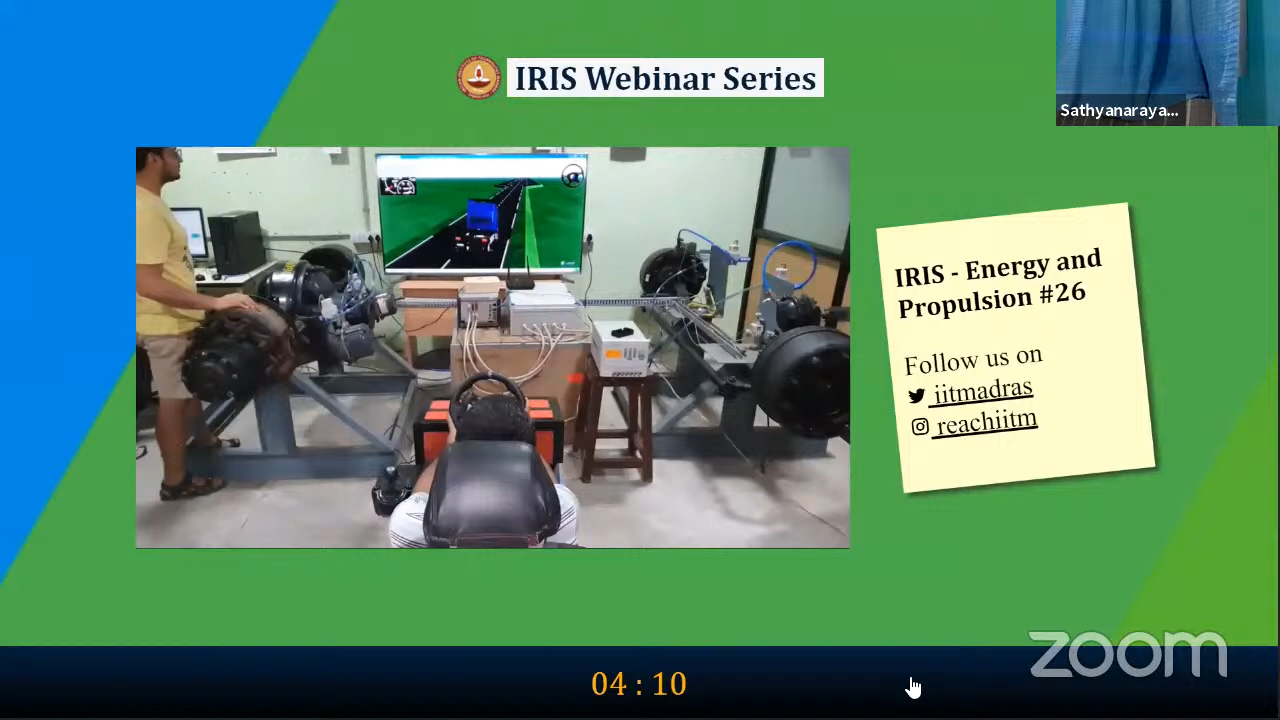 IRIS Webinar Series
Sathyanaraya...
IRIS - Energy and
Propulsion #26
Follow us on
iitmadras
reachiitm
zoom
04 : 10